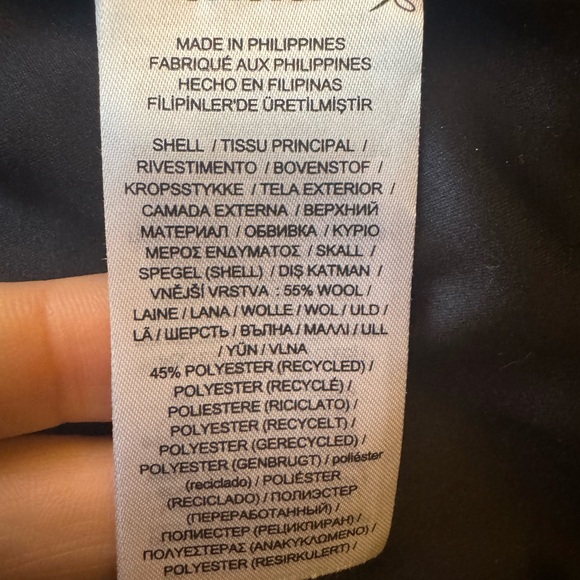 MADE IN PHILIPPINES
FABRIQUÉ AUX PHILIPPINES
HECHO EN FILIPINAS
FİLİPİNLER'DE ÜRETİLMİŞTİR
SHELL / TISSU PRINCIPAL /
RIVESTIMENTO / BOVENSTOF /
KROPSSTYKKE / TELA EXTERIOR /
CAMADA EXTERNA / ВЕРХНИЙ
МАТЕРИАЛ / ОБВИВКА / ΚΥΡΙΟ
ΜΕΡΟΣ ΕΝΔΥΜΑΤΟΣ / SKALL /
SPEGEL (SHELL) / DIŞ KATMAN /
VNĚJŠÍ VRSTVA : 55% WOOL /
LAINE / LANA / WOLLE / WOL / ULD /
LÃ / ШЕРСТЬ / ВЪЛНА / ΜΑΛΛΙ / ULL
/ YÜN / VLNA
45% POLYESTER (RECYCLED) /
POLYESTER (RECYCLÉ) /
POLIESTERE (RICICLATO) /
POLYESTER (RECYCELT) /
POLYESTER (GERECYCLED) /
POLYESTER (GENBRUGT) / poliéster
(reciclado) / POLIÉSTER
(RECICLADO) / ПОЛИЭСТЕР
(ПЕРЕРАБОТАННЫЙ) /
ПОЛИЕСТЕР (РЕЦИКЛИРАН) /
ΠΟΛΥΕΣΤΕΡΑΣ (ΑΝΑΚΥΚΛΩΜΕΝΟ) /
POLYESTER (RESIRKULERT) /